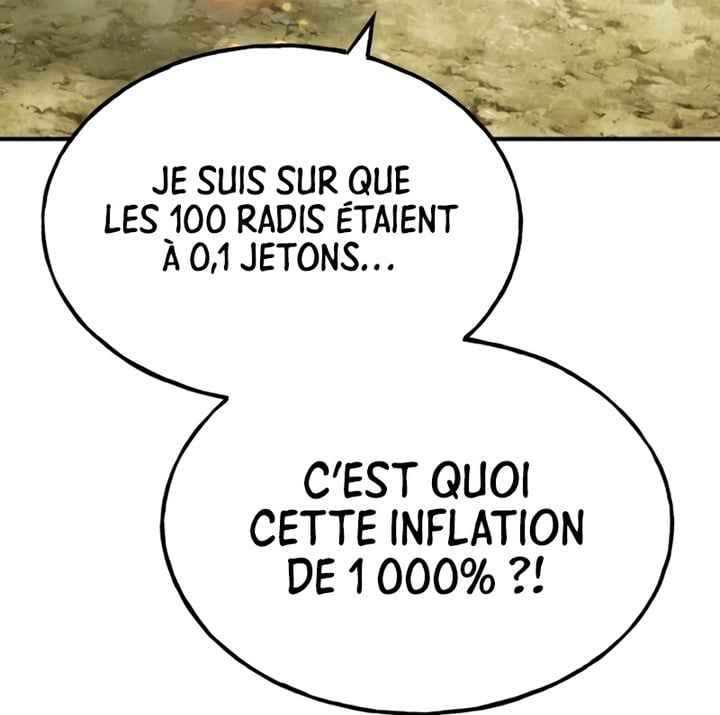 JE SUIS SUR QUE
LES 100 RADIS ÉTAIENT
À 0,1 JETONS...
C'EST QUOI
CETTE INFLATION
DE 1 000% ?!